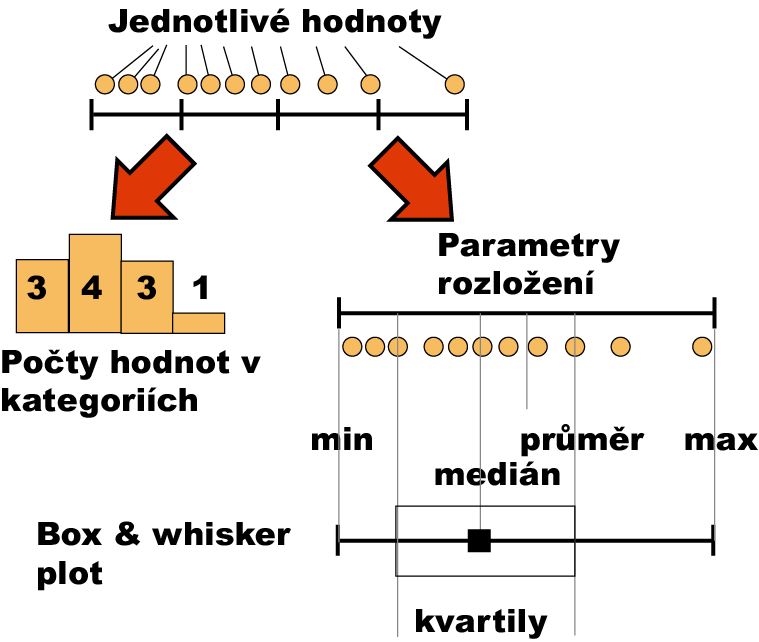 Jednotlivé hodnoty
3 4 3 1
Počty hodnot v
kategoriích
Parametry
rozložení
min
průměr
max
medián
Box & whisker
plot
kvartily